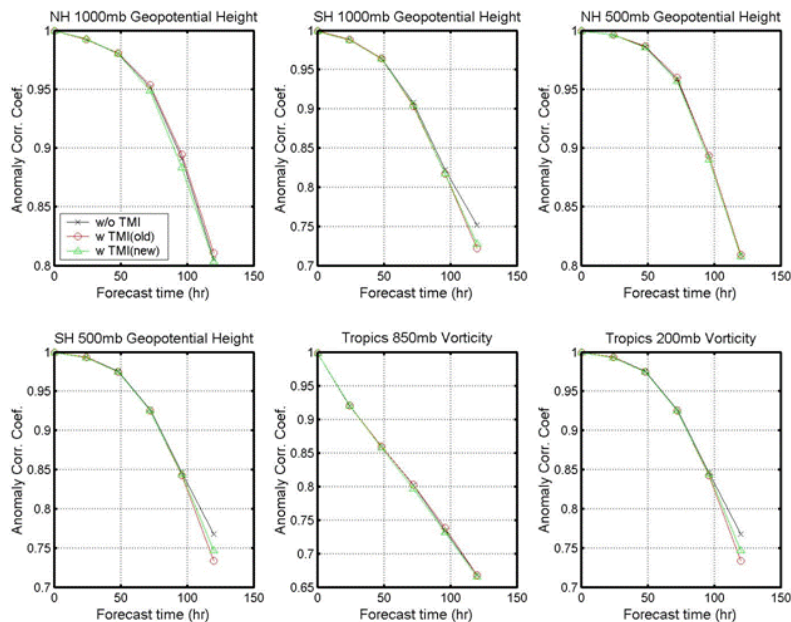 NH 1000mb Geopotential Height
1
0.95
0.9
0.85
0.8
Anomaly Corr. Coef.
w/o TMI
w TMI(old)
w TMI(new)
0 50 100 150
Forecast time (hr)
SH 1000mb Geopotential Height
1
0.95
0.9
0.85
0.8
0.75
0.7
Anomaly Corr. Coef.
0 50 100 150
Forecast time (hr)
NH 500mb Geopotential Height
1
0.95
0.9
0.85
0.8
Anomaly Corr. Coef.
0 50 100 150
Forecast time (hr)
SH 500mb Geopotential Height
1
0.95
0.9
0.85
0.8
0.75
0.7
Anomaly Corr. Coef.
0 50 100 150
Forecast time (hr)
Tropics 850mb Vorticity
1
0.95
0.9
0.85
0.8
0.75
0.7
0.65
Anomaly Corr. Coef.
0 50 100 150
Forecast time (hr)
Tropics 200mb Vorticity
1
0.95
0.9
0.85
0.8
0.75
0.7
Anomaly Corr. Coef.
0 50 100 150
Forecast time (hr)